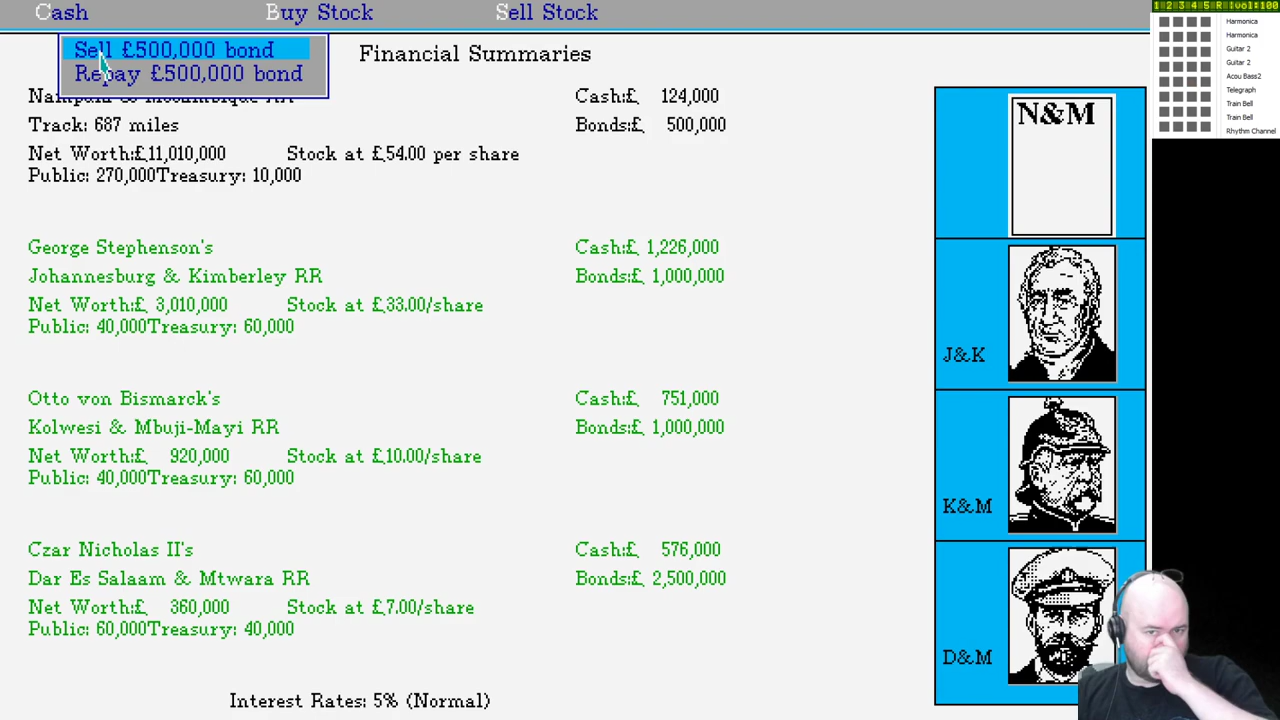 Cash Buy Stock Sell Stock
Sell £500,000 bond
Repay £500,000 bond
Financial Summaries
Cash:£ 124,000
Track: 687 miles
Bonds:£ 500,000
Net Worth:£11,010,000 Stock at £54.00 per share
Public: 270,000Treasury: 10,000
N&M
George Stephenson's
Cash:£ 1,226,000
Johannesburg & Kimberley RR
Bonds:£ 1,000,000
Net Worth:£ 3,010,000 Stock at £33.00/share
Public: 40,000Treasury: 60,000
J&K
Otto von Bismarck's
Cash:£ 751,000
Kolwesi & Mbuji-Mayi RR
Bonds:£ 1,000,000
Net Worth:£ 920,000 Stock at £10.00/share
Public: 40,000Treasury: 60,000
K&M
Czar Nicholas II's
Cash:£ 576,000
Dar Es Salaam & Mtwara RR
Bonds:£ 2,500,000
Net Worth:£ 360,000 Stock at £7.00/share
Public: 60,000Treasury: 40,000
D&M
Interest Rates: 5% (Normal)
1 2 3 4 5 R !vol:100
Harmonica
Harmonica
Guitar 2
Guitar 2
Acou Bass2
Telegraph
Train Bell
Train Bell
Rhythm Channel